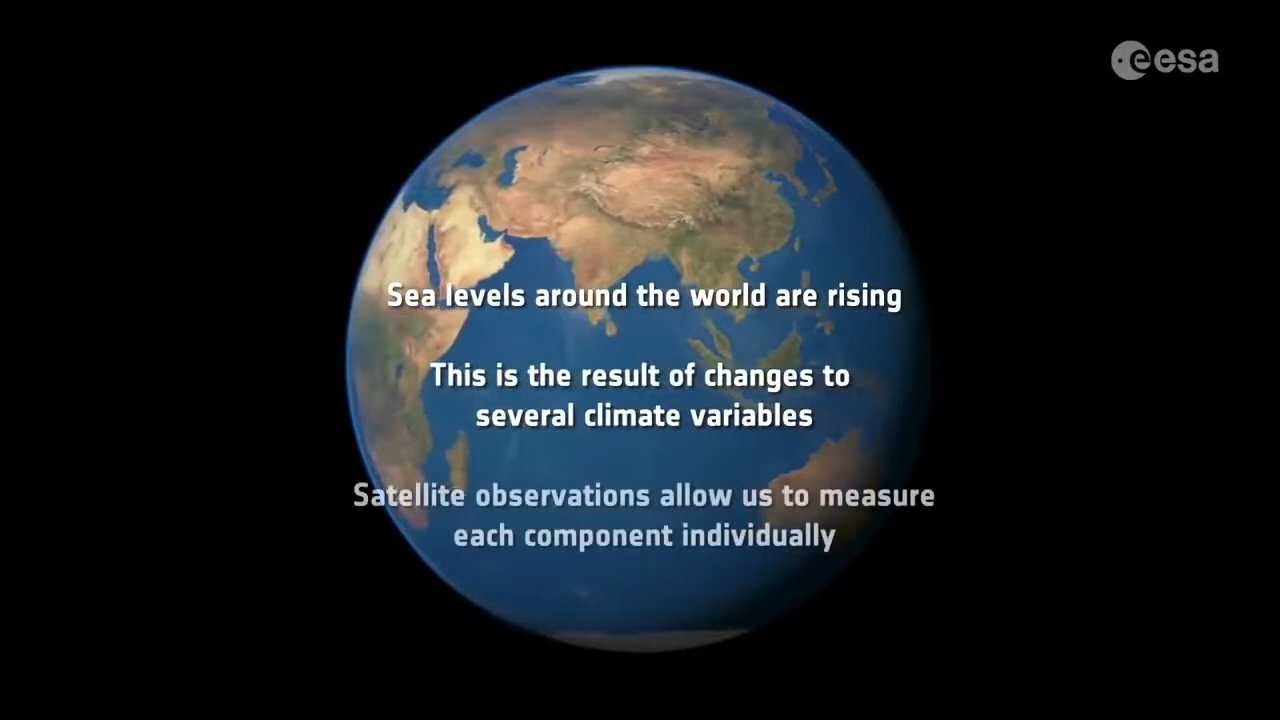 esa
Sea levels around the world are rising
This is the result of changes to
several climate variables
Satellite observations allow us to measure
each component individually